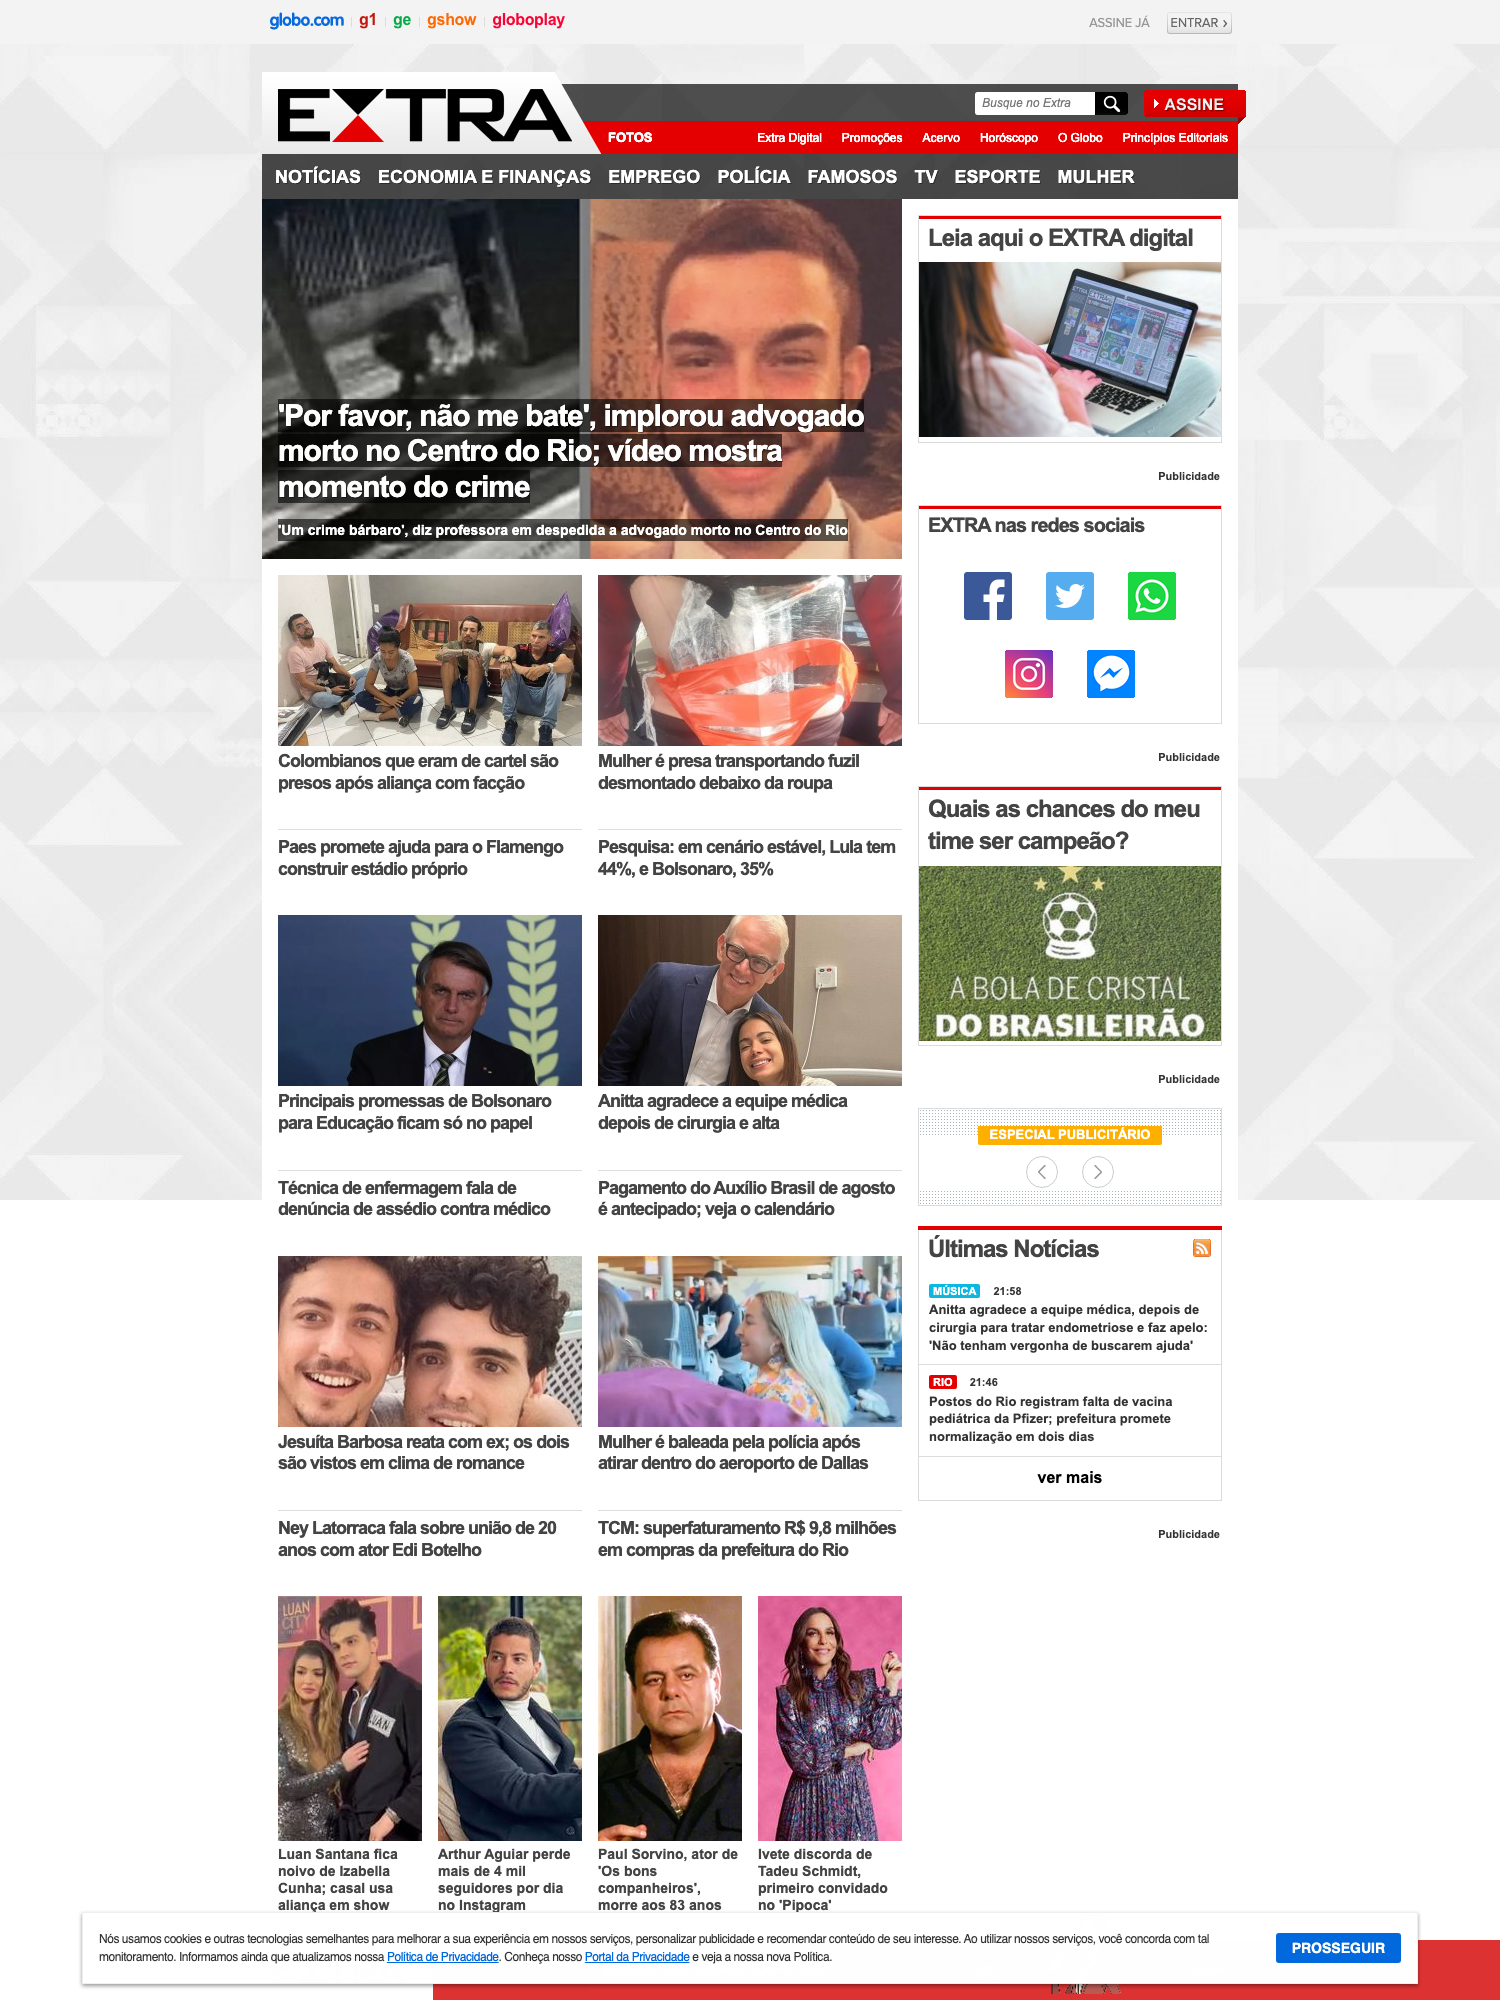 globo.com g1 ge gshow globoplay
ASSINE JÁ ENTRAR ›
EXTRA
Busque no Extra
ASSINE
FOTOS
Extra Digital Promoções Acervo Horóscopo O Globo Princípios Editoriais
NOTÍCIAS ECONOMIA E FINANÇAS EMPREGO POLÍCIA FAMOSOS TV ESPORTE MULHER
'Por favor, não me bate', implorou advogado
morto no Centro do Rio; vídeo mostra
momento do crime
'Um crime bárbaro', diz professora em despedida a advogado morto no Centro do Rio
Colombianos que eram de cartel são
presos após aliança com facção
Mulher é presa transportando fuzil
desmontado debaixo da roupa
Paes promete ajuda para o Flamengo
construir estádio próprio
Pesquisa: em cenário estável, Lula tem
44%, e Bolsonaro, 35%
Principais promessas de Bolsonaro
para Educação ficam só no papel
Anitta agradece a equipe médica
depois de cirurgia e alta
Técnica de enfermagem fala de
denúncia de assédio contra médico
Pagamento do Auxílio Brasil de agosto
é antecipado; veja o calendário
Jesuíta Barbosa reata com ex; os dois
são vistos em clima de romance
Mulher é baleada pela polícia após
atirar dentro do aeroporto de Dallas
Ney Latorraca fala sobre união de 20
anos com ator Edi Botelho
TCM: superfaturamento R$ 9,8 milhões
em compras da prefeitura do Rio
LUAN
CITY
Luan Santana fica
noivo de Izabella
Cunha; casal usa
aliança em show
Arthur Aguiar perde
mais de 4 mil
seguidores por dia
no Instagram
Paul Sorvino, ator de
'Os bons
companheiros',
morre aos 83 anos
Ivete discorda de
Tadeu Schmidt,
primeiro convidado
no 'Pipoca'
Leia aqui o EXTRA digital
EXTRA
Publicidade
EXTRA nas redes sociais
Publicidade
Quais as chances do meu
time ser campeão?
A BOLA DE CRISTAL
DO BRASILEIRÃO
Publicidade
ESPECIAL PUBLICITÁRIO
Últimas Notícias
MÚSICA 21:58
Anitta agradece a equipe médica, depois de
cirurgia para tratar endometriose e faz apelo:
'Não tenham vergonha de buscarem ajuda'
RIO 21:46
Postos do Rio registram falta de vacina
pediátrica da Pfizer; prefeitura promete
normalização em dois dias
ver mais
Publicidade
Nós usamos cookies e outras tecnologias semelhantes para melhorar a sua experiência em nossos serviços, personalizar publicidade e recomendar conteúdo de seu interesse. Ao utilizar nossos serviços, você concorda com tal
monitoramento. Informamos ainda que atualizamos nossa Política de Privacidade. Conheça nosso Portal da Privacidade e veja a nossa nova Política.
PROSSEGUIR